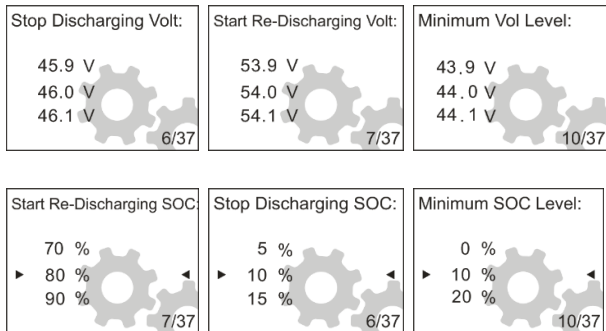 Stop Discharging Volt:
45.9 V
46.0 V
46.1 V
6/37
Start Re-Discharging Volt:
53.9 V
54.0 V
54.1 V
7/37
Minimum Vol Level:
43.9 V
44.0 V
44.1 V
10/37
Start Re-Discharging SOC:
70 %
80 %
90 %
7/37
Stop Discharging SOC:
5 %
10 %
15 %
6/37
Minimum SOC Level:
0 %
10 %
20 %
10/37